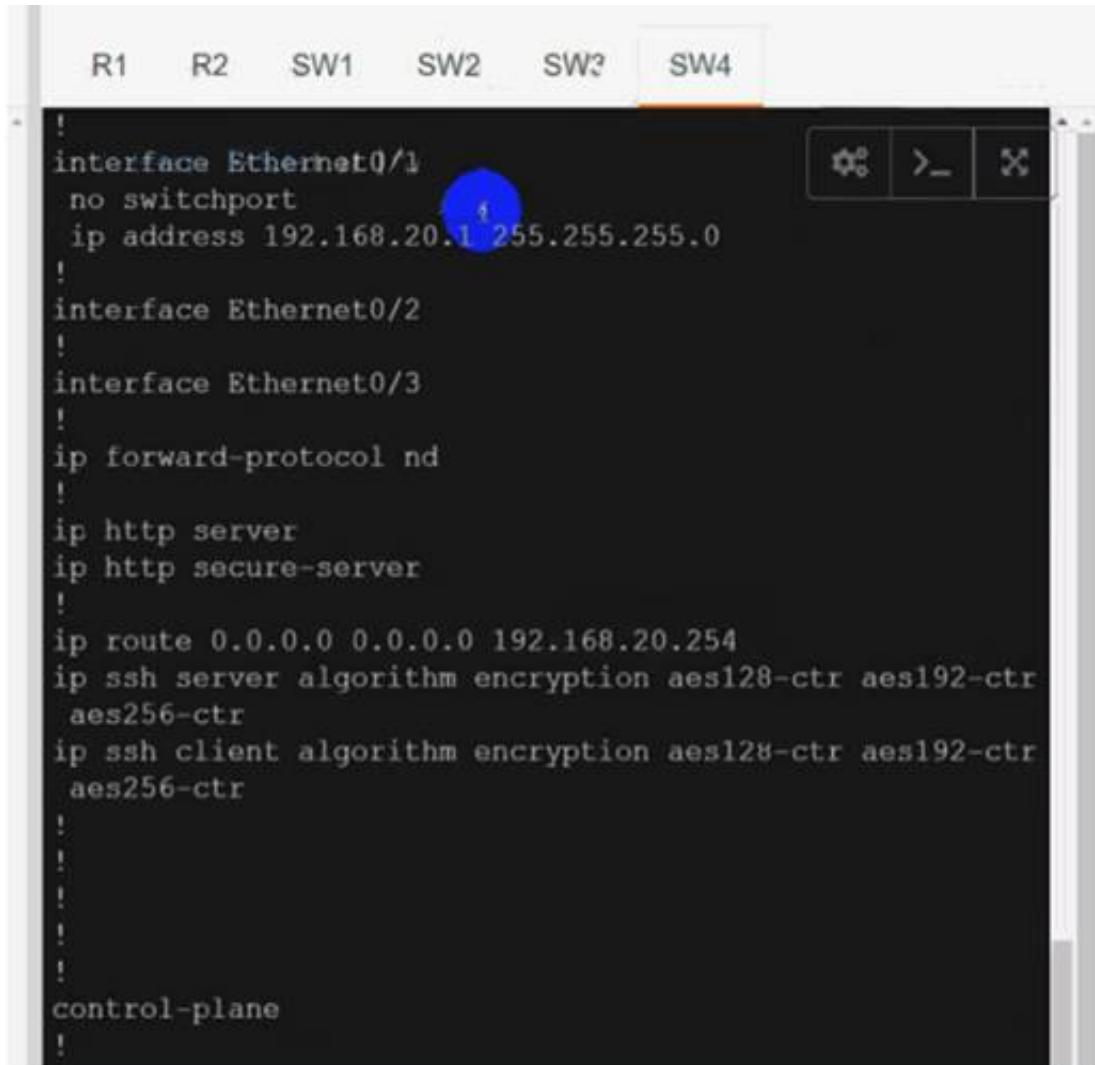 R1 R2 SW1 SW2 SW3 SW4
!
interface Ethernet0/1
no switchport
ip address 192.168.20.1 255.255.255.0
!
interface Ethernet0/2
!
interface Ethernet0/3
!
ip forward-protocol nd
!
ip http server
ip http secure-server
!
ip route 0.0.0.0 0.0.0.0 192.168.20.254
ip ssh server algorithm encryption aes128-ctr aes192-ctr
aes256-ctr
ip ssh client algorithm encryption aes128-ctr aes192-ctr
aes256-ctr
!
!
!
!
!
control-plane
!